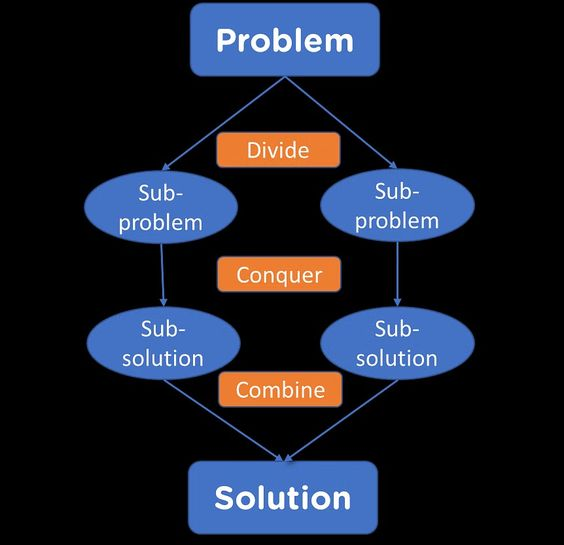 Problem
Divide
Sub-
problem
Sub-
problem
Conquer
Sub-
solution
Sub-
solution
Combine
Solution